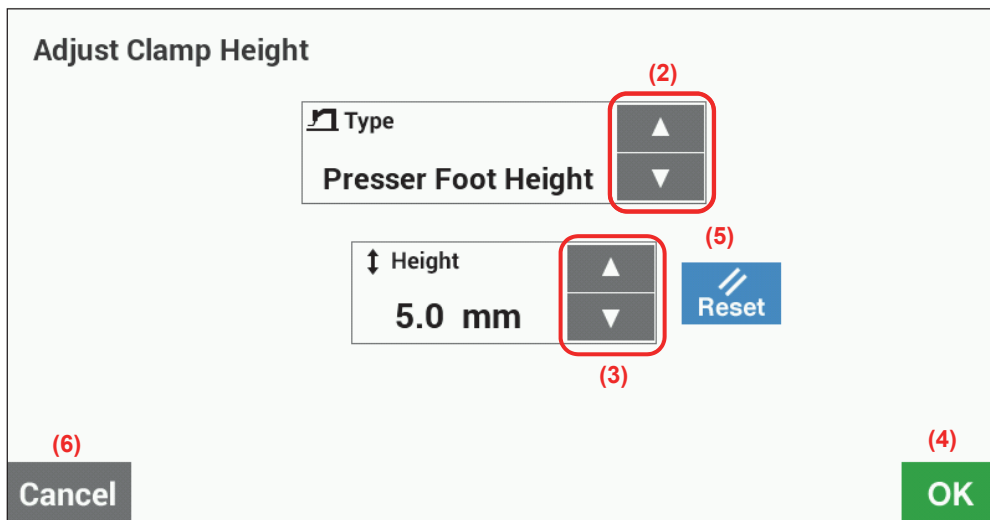 Adjust Clamp Height
(2)
Type
Presser Foot Height
(5)
Height
5.0 mm
Reset
(3)
(6)
(4)
Cancel
OK